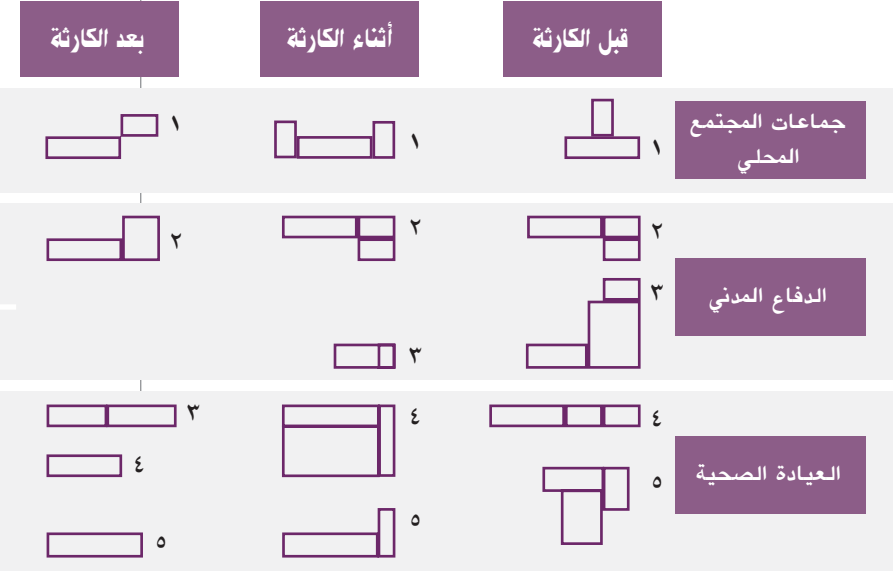 قبل الكارثة
أثناء الكارثة
بعد الكارثة
جماعات المجتمع
المحلي
١ ١ ١
الدفاع المدني
٢ ٢ ٢
٣ ٣
العيادة الصحية
٤ ٤ ٣
٤
٥ ٥ ٥